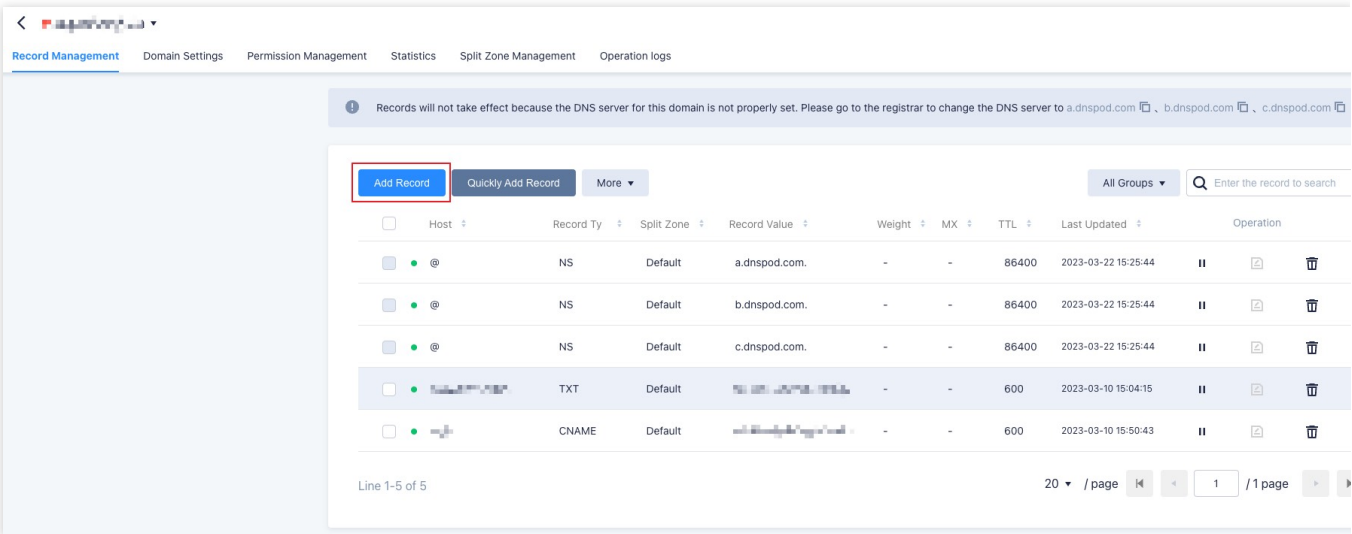 Record Management Domain Settings Permission Management Statistics Split Zone Management Operation logs
Records will not take effect because the DNS server for this domain is not properly set. Please go to the registrar to change the DNS server to a.dnspod.com 、b.dnspod.com 、c.dnspod.com
Add Record Quickly Add Record More All Groups Enter the record to search
Host Record Ty Split Zone Record Value Weight MX TTL Last Updated Operation
@ NS Default a.dnspod.com. - - 86400 2023-03-22 15:25:44
@ NS Default b.dnspod.com. - - 86400 2023-03-22 15:25:44
@ NS Default c.dnspod.com. - - 86400 2023-03-22 15:25:44
TXT Default - - 600 2023-03-10 15:04:15
CNAME Default - - 600 2023-03-10 15:50:43
Line 1-5 of 5 20 / page 1 / 1 page